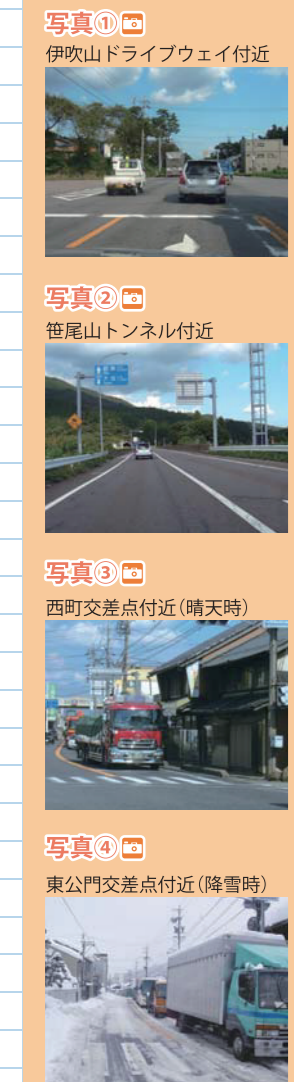 写真①
伊吹山ドライブウェイ付近
写真②
笹尾山トンネル付近
写真③
西町交差点付近（晴天時）
写真④
東公門交差点付近（降雪時）